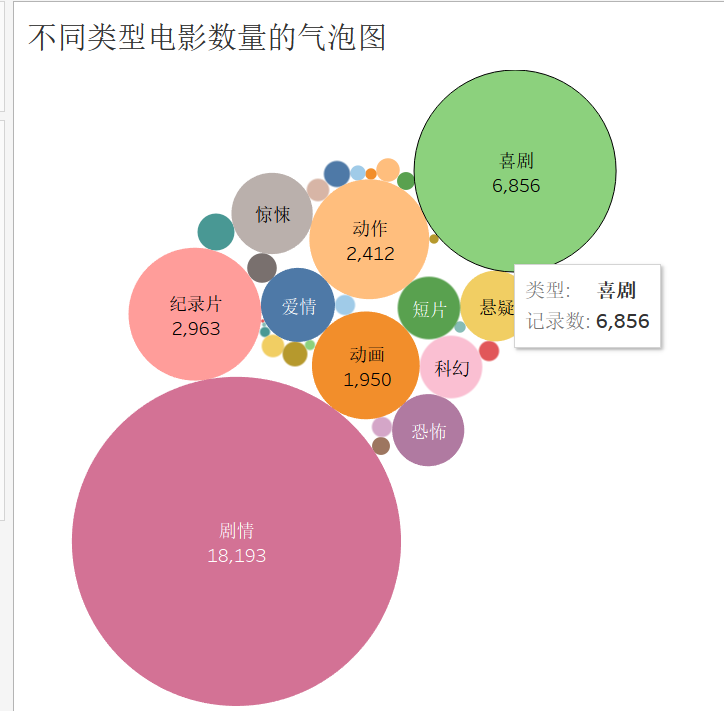 不同类型电影数量的气泡图
喜剧
6,856
惊悚
动作
2,412
类型: 喜剧
记录数: 6,856
纪录片
2,963
爱情
短片
悬疑
动画
1,950
科幻
恐怖
剧情
18,193